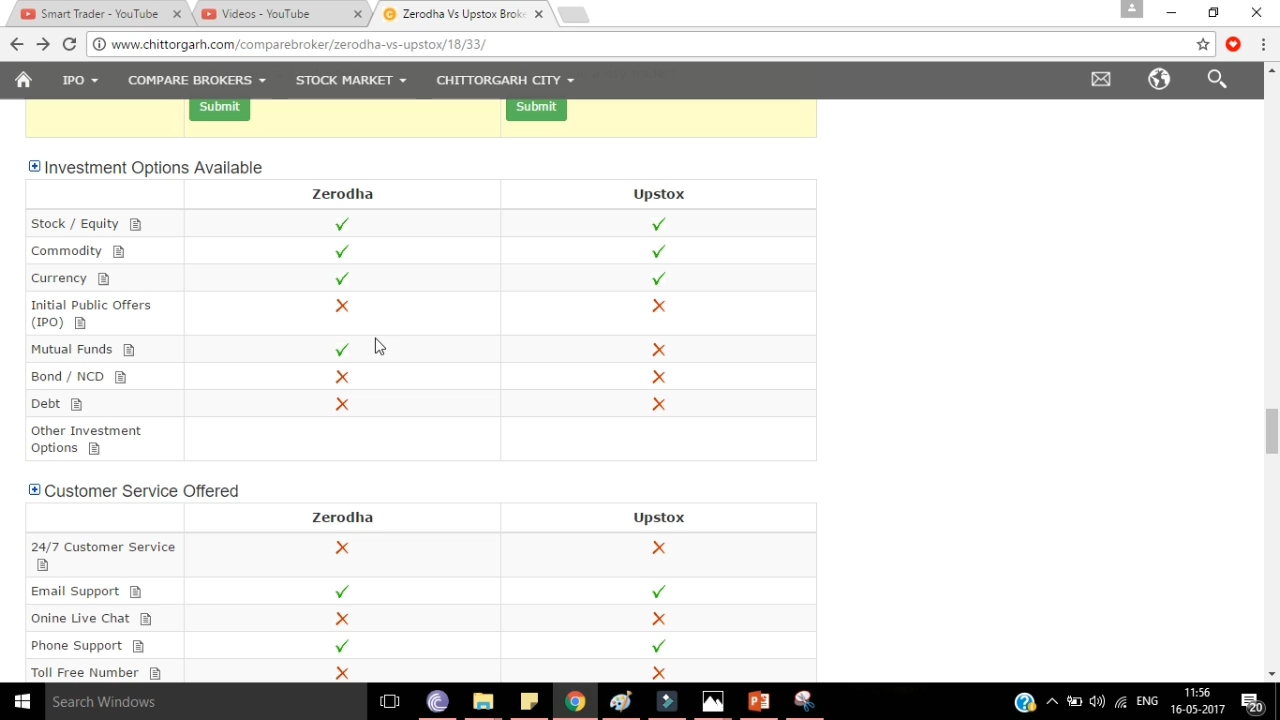 Smart Trader - YouTube
Videos - YouTube
Zerodha Vs Upstox Broke
www.chittorgarh.com/comparebroker/zerodha-vs-upstox/18/33/
IPO
COMPARE BROKERS
STOCK MARKET
CHITTORGARH CITY
Submit
Submit
Investment Options Available
Zerodha
Upstox
Stock / Equity
Commodity
Currency
Initial Public Offers
(IPO)
Mutual Funds
Bond / NCD
Debt
Other Investment
Options
Customer Service Offered
Zerodha
Upstox
24/7 Customer Service
Email Support
Onine Live Chat
Phone Support
Toll Free Number
Search Windows
ENG
11:56
16-05-2017
20